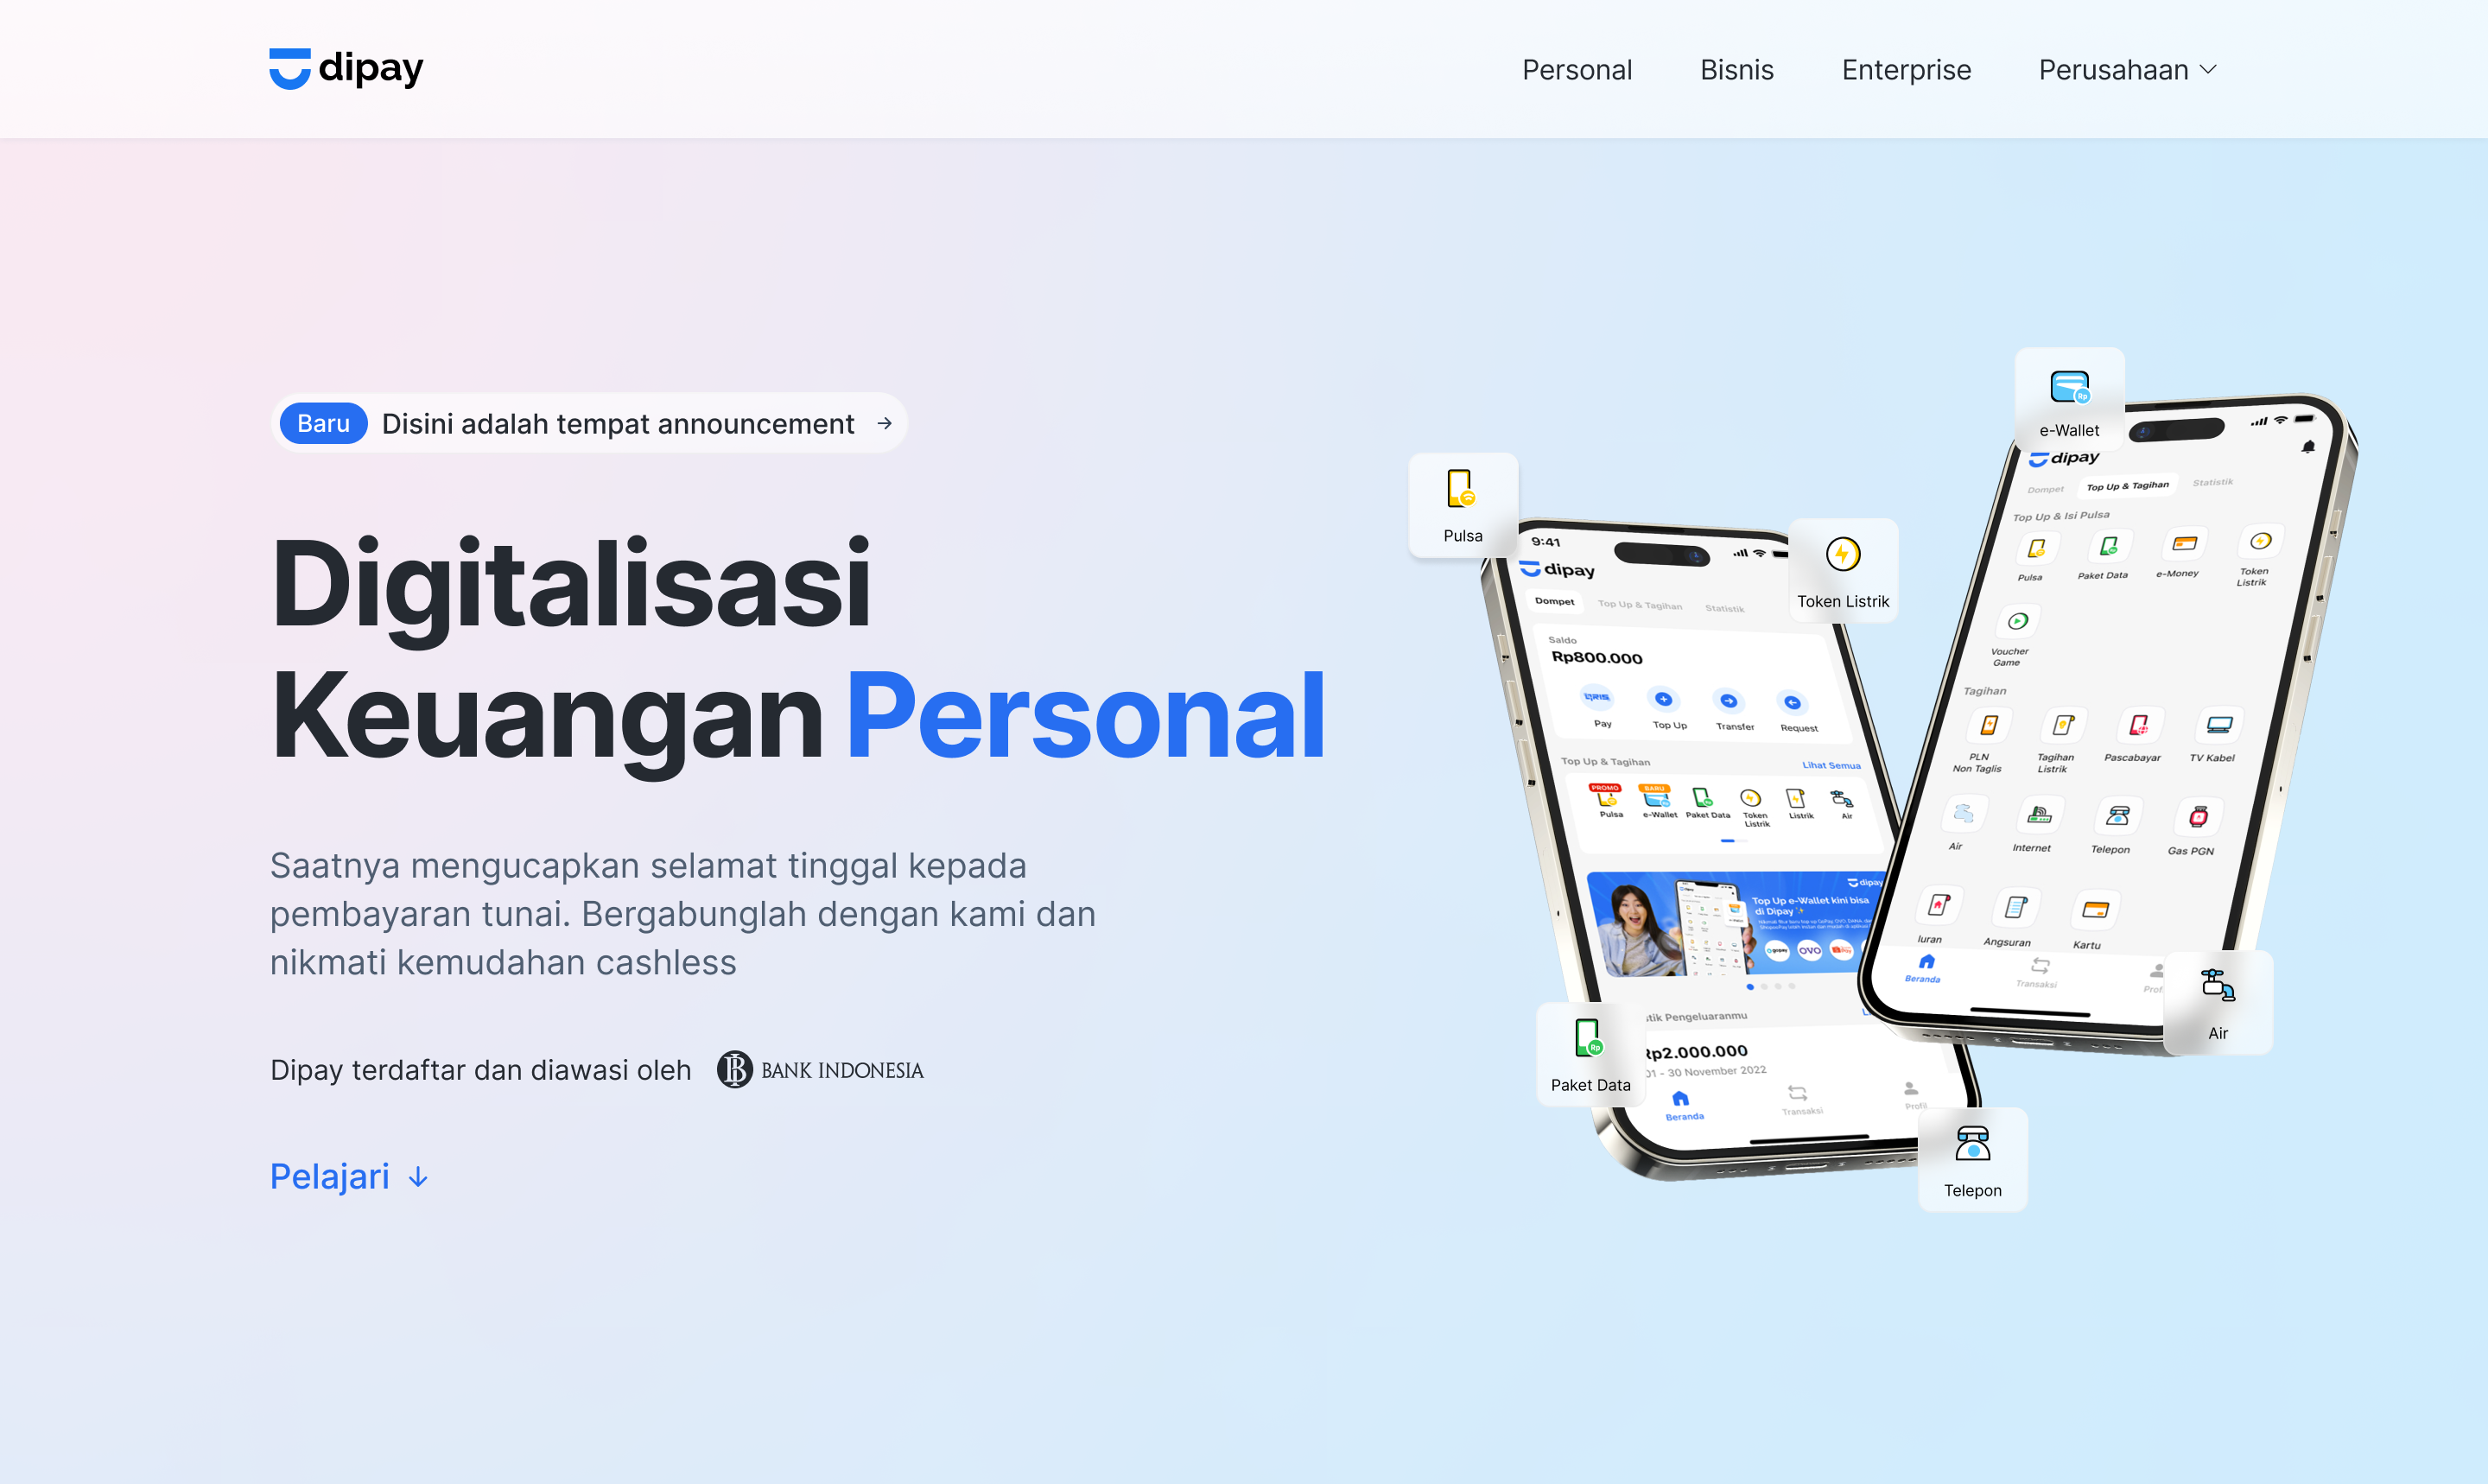 dipay
Personal Bisnis Enterprise Perusahaan
Baru Disini adalah tempat announcement
Digitalisasi
Keuangan Personal
Saatnya mengucapkan selamat tinggal kepada
pembayaran tunai. Bergabunglah dengan kami dan
nikmati kemudahan cashless
Dipay terdaftar dan diawasi oleh BANK INDONESIA
Pelajari
Pulsa
Token Listrik
e-Wallet
Paket Data
Telepon
Air
9:41
dipay
Dompet Top Up & Tagihan Statistik
Saldo
Rp800.000
QRIS
Pay Top Up Transfer Request
Top Up & Tagihan Lihat Semua
PROMO BARU
Pulsa e-Wallet Paket Data Token Listrik Air
Listrik
dipay
Top Up e-Wallet kini bisa
di Dipay
gopay OVO
tik Pengeluaranmu
Rp2.000.000
01 - 30 November 2022
Beranda Transaksi Profil
dipay
Dompet Top Up & Tagihan Statistik
Top Up & Isi Pulsa
Pulsa Paket Data e-Money Token
Listrik
Voucher
Game
Tagihan
PLN Tagihan Pascabayar TV Kabel
Non Taglis Listrik
Air Internet Telepon Gas PGN
Iuran Angsuran Kartu
Beranda Transaksi Prof